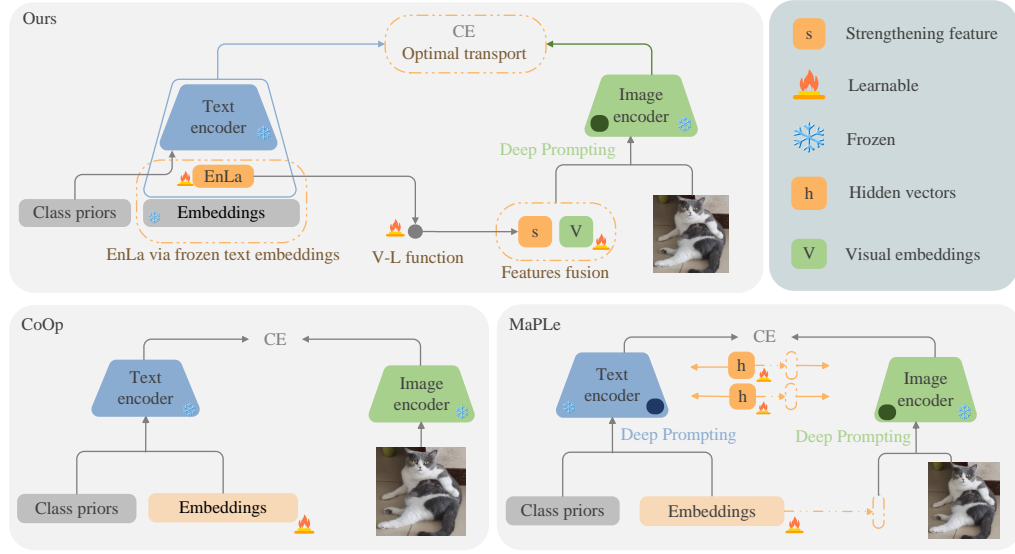 Ours
CE
Optimal transport
Text
encoder
Image
encoder
Deep Prompting
EnLa
Class priors
Embeddings
EnLa via frozen text embeddings
V-L function
s
V
Features fusion
s
Strengthening feature
Learnable
Frozen
h
Hidden vectors
V
Visual embeddings
CoOp
CE
Text
encoder
Image
encoder
Class priors
Embeddings
MaPLe
CE
Text
encoder
h
h
Image
encoder
Deep Prompting
Deep Prompting
Class priors
Embeddings